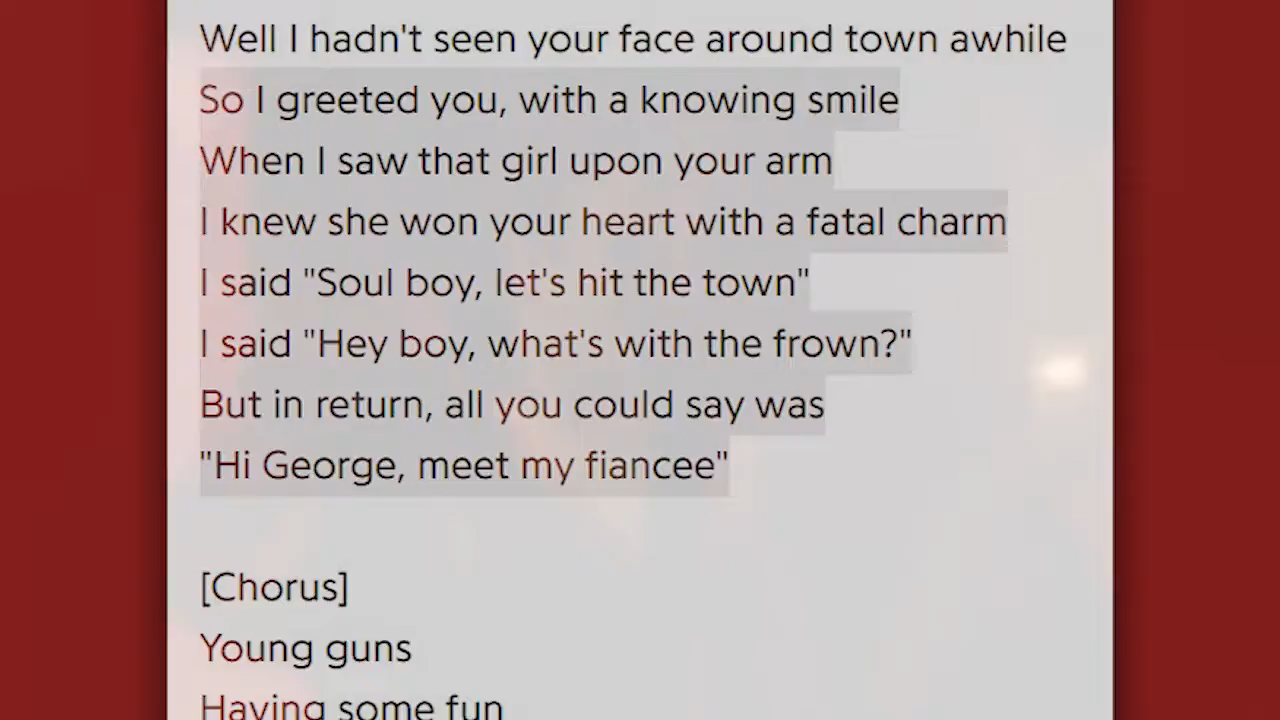 Well I hadn't seen your face around town awhile
So I greeted you, with a knowing smile
When I saw that girl upon your arm
I knew she won your heart with a fatal charm
I said "Soul boy, let's hit the town"
I said "Hey boy, what's with the frown?"
But in return, all you could say was
"Hi George, meet my fiancee"
[Chorus]
Young guns
Having some fun